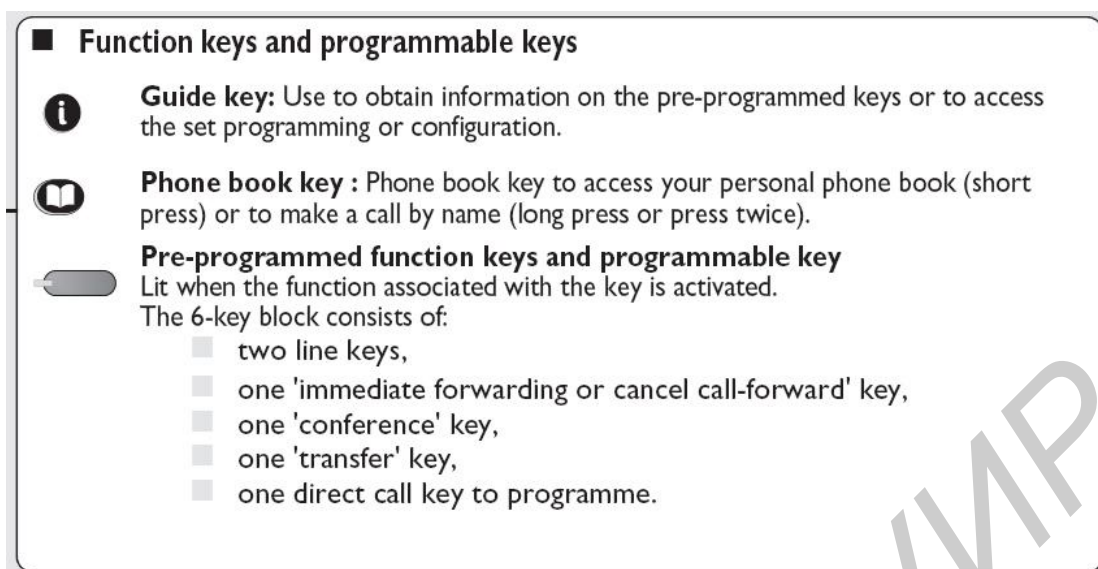 ■ Function keys and programmable keys
Guide key: Use to obtain information on the pre-programmed keys or to access
the set programming or configuration.
Phone book key : Phone book key to access your personal phone book (short
press) or to make a call by name (long press or press twice).
Pre-programmed function keys and programmable key
Lit when the function associated with the key is activated.
The 6-key block consists of:
two line keys,
one 'immediate forwarding or cancel call-forward' key,
one 'conference' key,
one 'transfer' key,
one direct call key to programme.